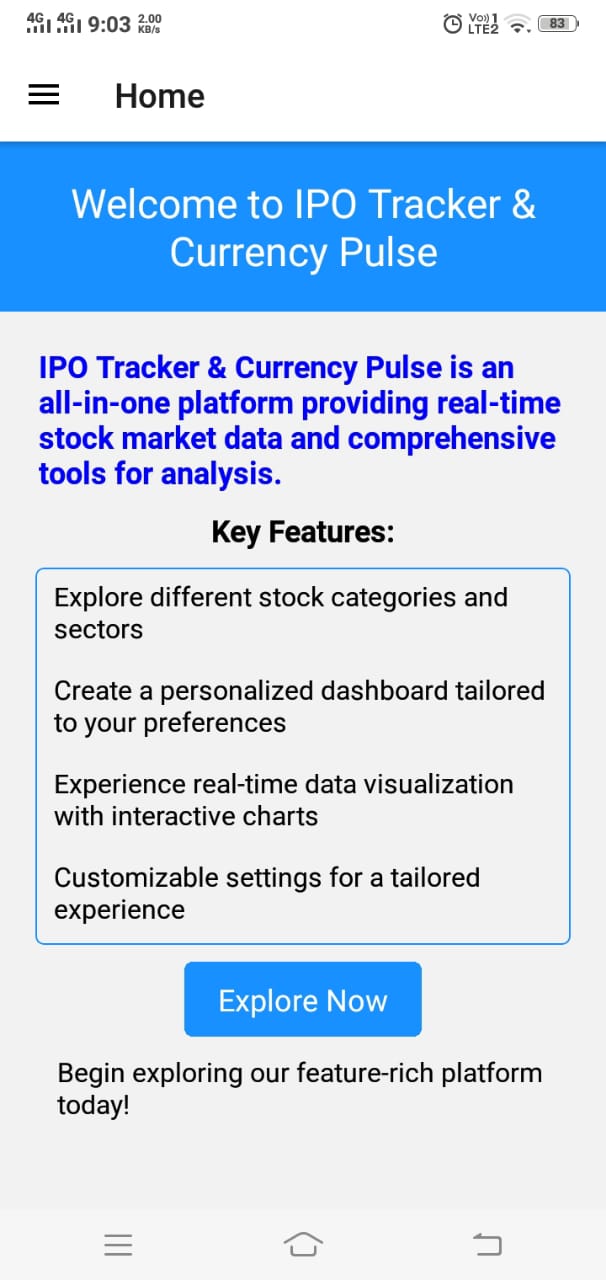 4G 4G 9:03 2.00 KB/s Vo)) 1 LTE2 83
Home
Welcome to IPO Tracker &
Currency Pulse
IPO Tracker & Currency Pulse is an
all-in-one platform providing real-time
stock market data and comprehensive
tools for analysis.
Key Features:
Explore different stock categories and
sectors
Create a personalized dashboard tailored
to your preferences
Experience real-time data visualization
with interactive charts
Customizable settings for a tailored
experience
Explore Now
Begin exploring our feature-rich platform
today!